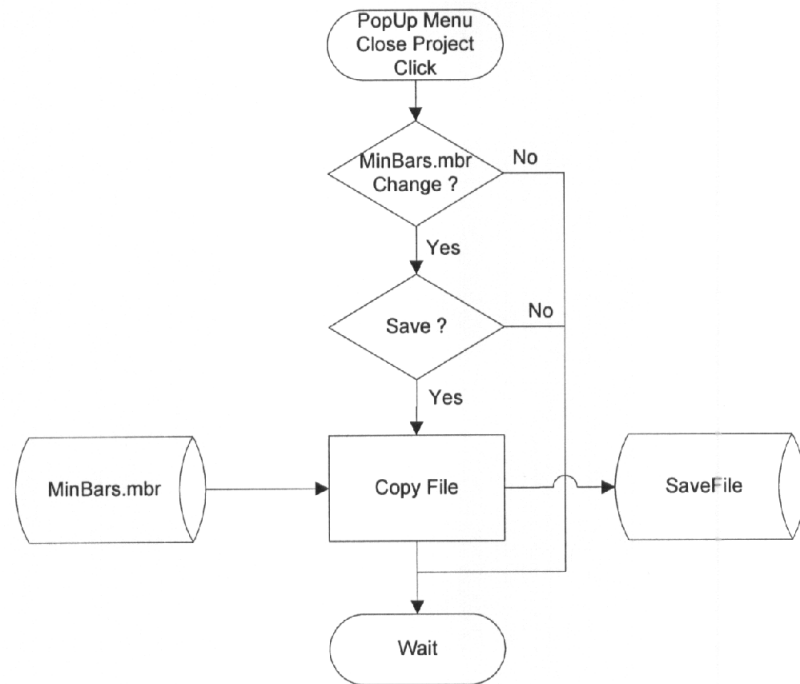 PopUp Menu
Close Project
Click
MinBars.mbr
Change ?
No
Yes
Save ?
No
Yes
MinBars.mbr
Copy File
SaveFile
Wait